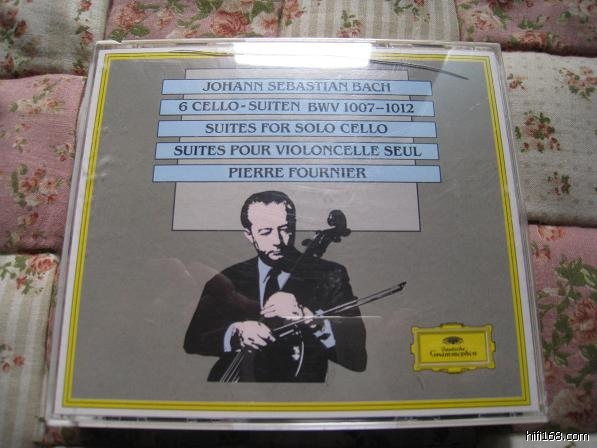 JOHANN SEBASTIAN BACH
6 CELLO-SUITEN BWV 1007-1012
SUITES FOR SOLO CELLO
SUITES POUR VIOLONCELLE SEUL
PIERRE FOURNIER
Deutsche
Grammophon
hifi168.com